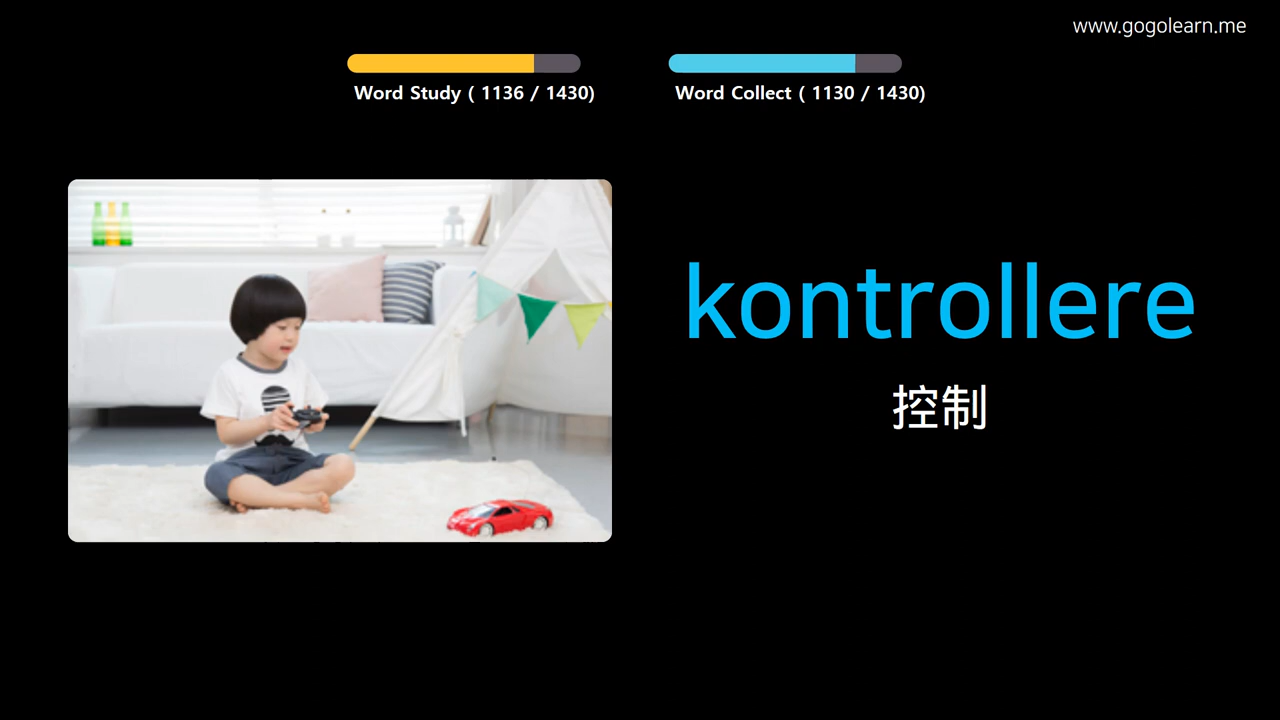 www.gogolearn.me
Word Study ( 1136 / 1430)
Word Collect ( 1130 / 1430)
kontrollere
控制